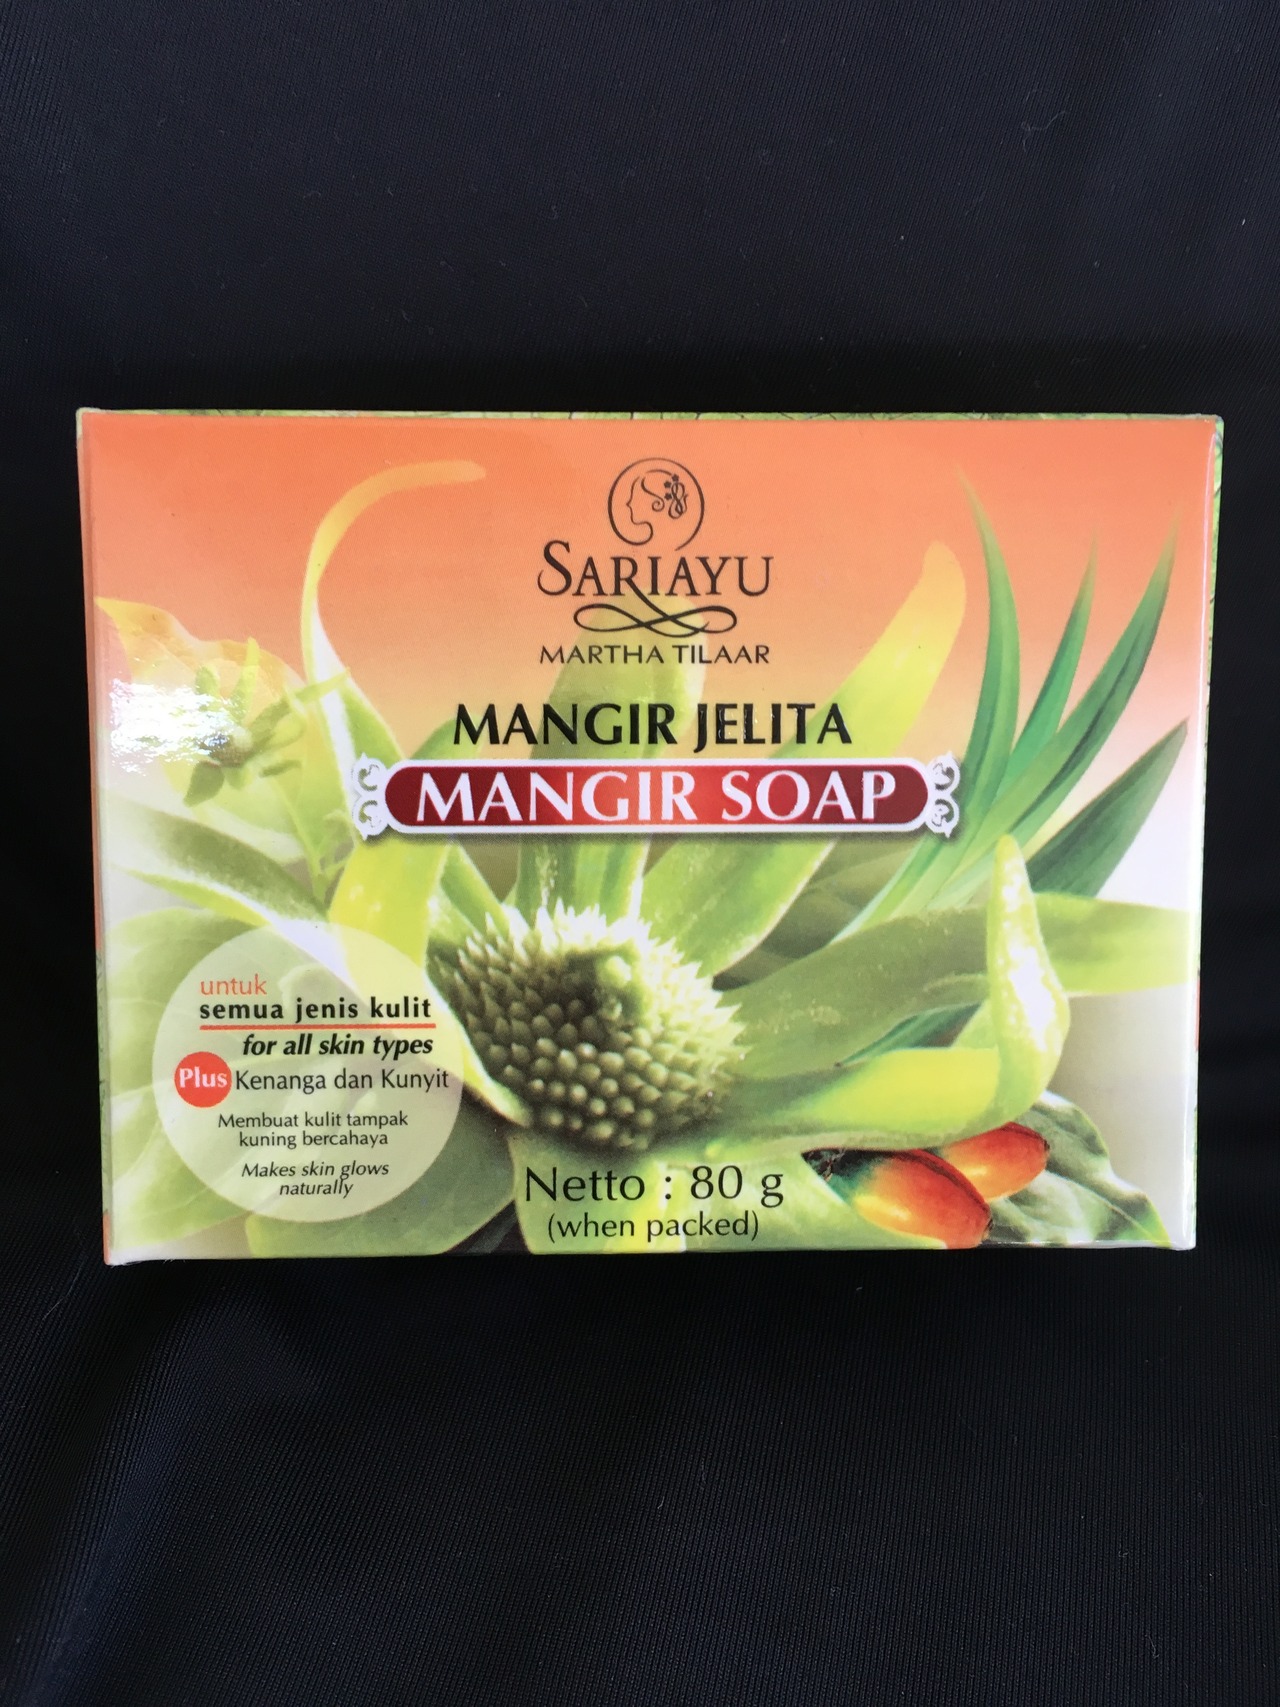 SARIAYU
MARTHA TILAAR
MANGIR JELITA
MANGIR SOAP
untuk
semua jenis kulit
for all skin types
Plus Kenanga dan Kunyit
Membuat kulit tampak
kuning bercahaya
Makes skin glows
naturally
Netto : 80 g
(when packed)